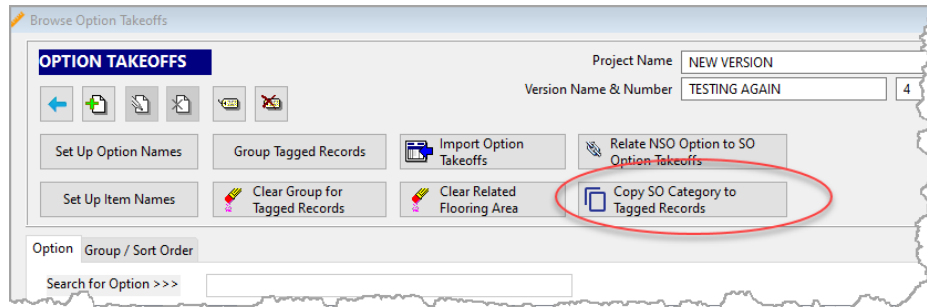 Browse Option Takeoffs
OPTION TAKEOFFS
Project Name NEW VERSION
Version Name & Number TESTING AGAIN 4
Set Up Option Names
Group Tagged Records
Import Option
Takeoffs
Relate NSO Option to SO
Option Takeoffs
Set Up Item Names
Clear Group for
Tagged Records
Clear Related
Flooring Area
Copy SO Category to
Tagged Records
Option Group / Sort Order
Search for Option >>>